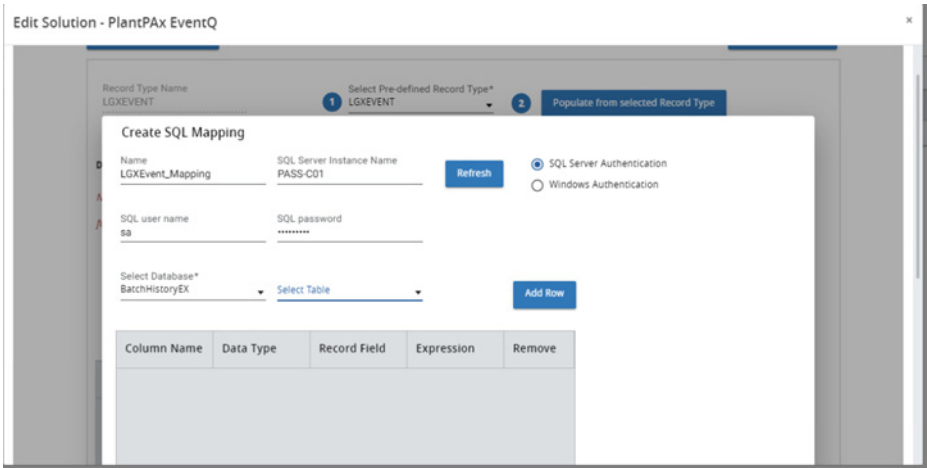 Edit Solution - PlantPAx EventQ
×
Record Type Name
LGXEVENT
1
Select Pre-defined Record Type*
LGXEVENT
2
Populate from selected Record Type
Create SQL Mapping
Name
LGXEvent_Mapping
SQL Server Instance Name
PASS-C01
Refresh
SQL Server Authentication
Windows Authentication
SQL user name
sa
SQL password
•••••••••
Select Database*
BatchHistoryEX
Select Table
Add Row
Column Name Data Type Record Field Expression Remove